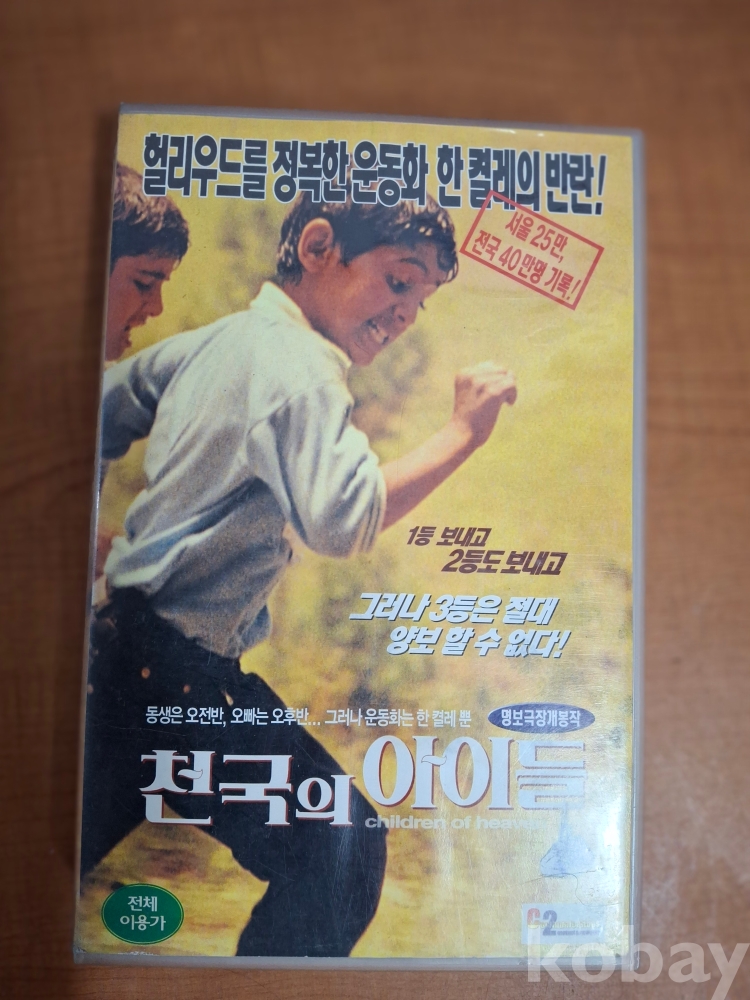 헐리우드를 정복한 운동화 한 켤레의 반란!
서울 25만,
전국 40만명 기록!
1등 보내고
2등도 보내고
그러나 3등은 절대
양보 할 수 없다!
동생은 오전반, 오빠는 오후반... 그러나 운동화는 한 켤레 뿐
명보극장개봉작
천국의 아이들
children of heaven
전체
이용가
kobay